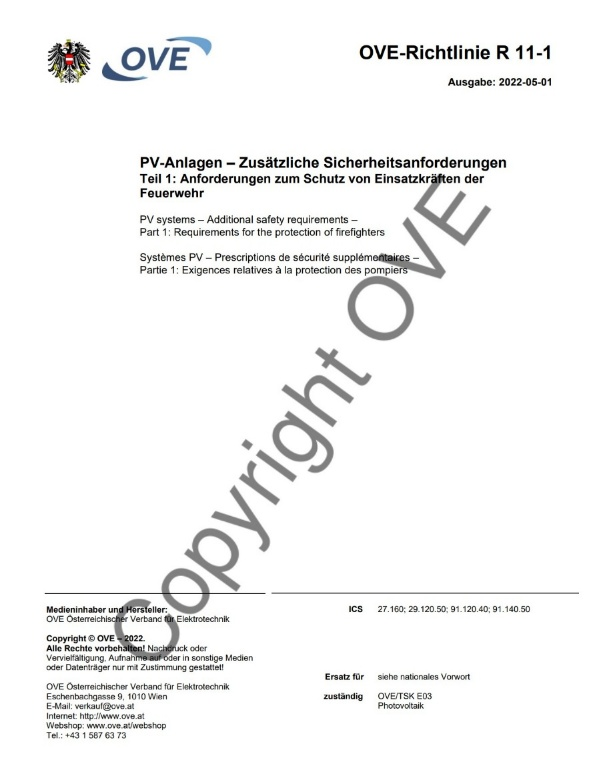 OVE
OVE-Richtlinie R 11-1
Ausgabe: 2022-05-01
PV-Anlagen – Zusätzliche Sicherheitsanforderungen
Teil 1: Anforderungen zum Schutz von Einsatzkräften der
Feuerwehr
PV systems – Additional safety requirements –
Part 1: Requirements for the protection of firefighters
Systèmes PV – Prescriptions de sécurité supplémentaires –
Partie 1: Exigences relatives à la protection des pompiers
Copyright OVE
Medieninhaber und Hersteller:
OVE Österreichischer Verband für Elektrotechnik
Copyright © OVE – 2022.
Alle Rechte vorbehalten! Nachdruck oder
Vervielfältigung, Aufnahme auf oder in sonstige Medien
oder Datenträger nur mit Zustimmung gestattet!
OVE Österreichischer Verband für Elektrotechnik
Eschenbachgasse 9, 1010 Wien
E-Mail: verkauf@ove.at
Internet: http://www.ove.at
Webshop: www.ove.at/webshop
Tel.: +43 1 587 63 73
ICS 27.160; 29.120.50; 91.120.40; 91.140.50
Ersatz für siehe nationales Vorwort
zuständig OVE/TSK E03
Photovoltaik